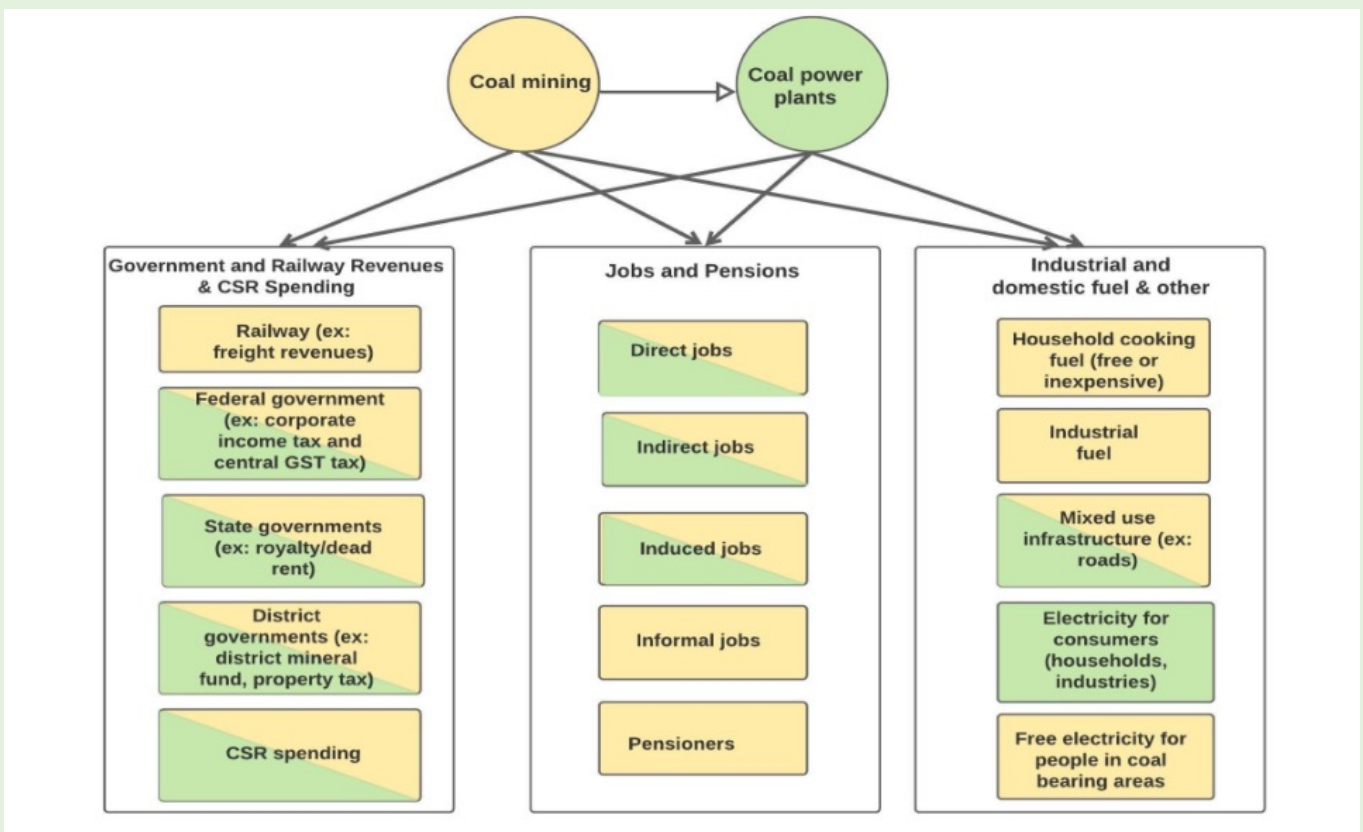 Coal mining
Coal power
plants
Government and Railway Revenues
& CSR Spending
Railway (ex:
freight revenues)
Federal government
(ex: corporate
income tax and
central GST tax)
State governments
(ex: royalty/dead
rent)
District
governments (ex:
district mineral
fund, property tax)
CSR spending
Jobs and Pensions
Direct jobs
Indirect jobs
Induced jobs
Informal jobs
Pensioners
Industrial and
domestic fuel & other
Household cooking
fuel (free or
inexpensive)
Industrial
fuel
Mixed use
infrastructure (ex:
roads)
Electricity for
consumers
(households,
industries)
Free electricity for
people in coal
bearing areas